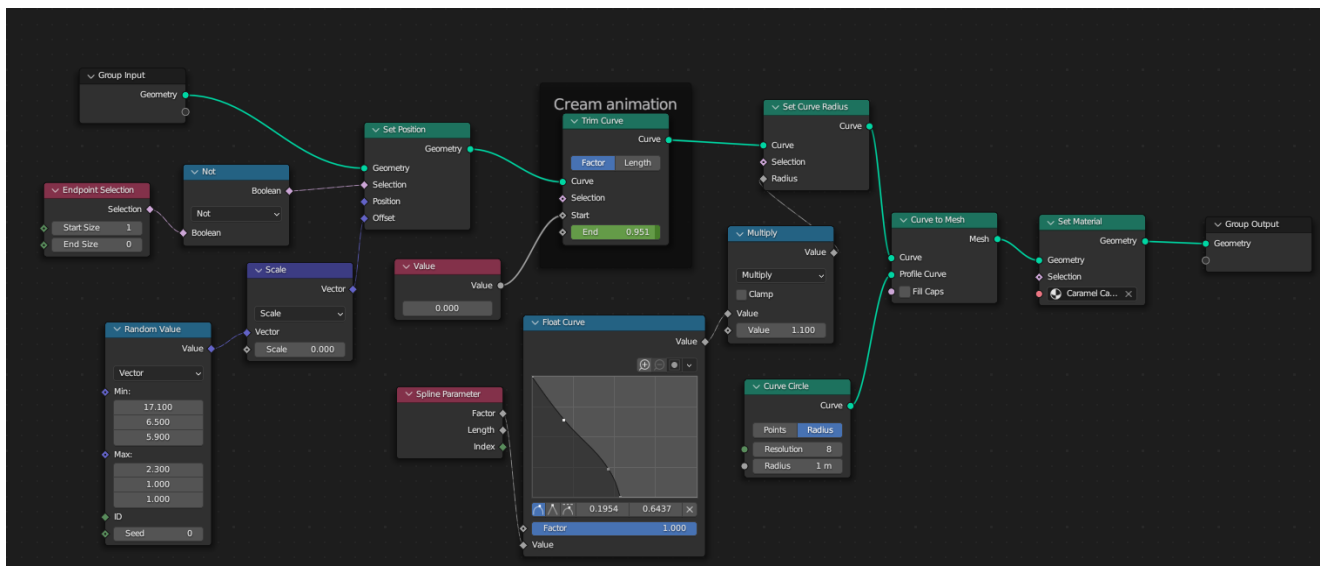 Group Input
Geometry
Endpoint Selection
Selection
Start Size 1
End Size 0
Not
Boolean
Not
Boolean
Random Value
Value
Vector
Min:
17.100
6.500
5.900
Max:
2.300
1.000
1.000
ID
Seed 0
Scale
Vector
Scale
Vector
Scale 0.000
Set Position
Geometry
Geometry
Selection
Position
Offset
Value
Value
0.000
Spline Parameter
Factor
Length
Index
Cream animation
Trim Curve
Curve
Factor Length
Curve
Selection
Start
End 0.951
Float Curve
Value
0.1954 0.6437
Factor 1.000
Value
Set Curve Radius
Curve
Curve
Selection
Radius
Multiply
Value
Multiply
Clamp
Value
Value 1.100
Curve Circle
Curve
Points Radius
Resolution 8
Radius 1 m
Curve to Mesh
Mesh
Curve
Profile Curve
Fill Caps
Set Material
Geometry
Geometry
Selection
Caramel Ca...
Group Output
Geometry